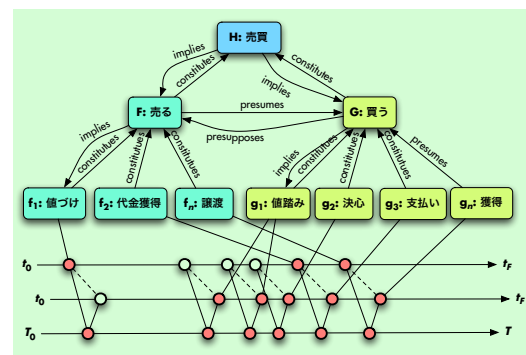 H: 売買
implies
constitutes
implies
constitutes
F: 売る
presumes
G: 買う
presupposes
implies
constitutes
constitutes
constitutes
implies
constitutes
constitutes
constitutes
presumes
f1: 値づけ
f2: 代金獲得
fn: 譲渡
g1: 値踏み
g2: 決心
g3: 支払い
gn: 獲得
t0
tF
t0
tF
T0
T